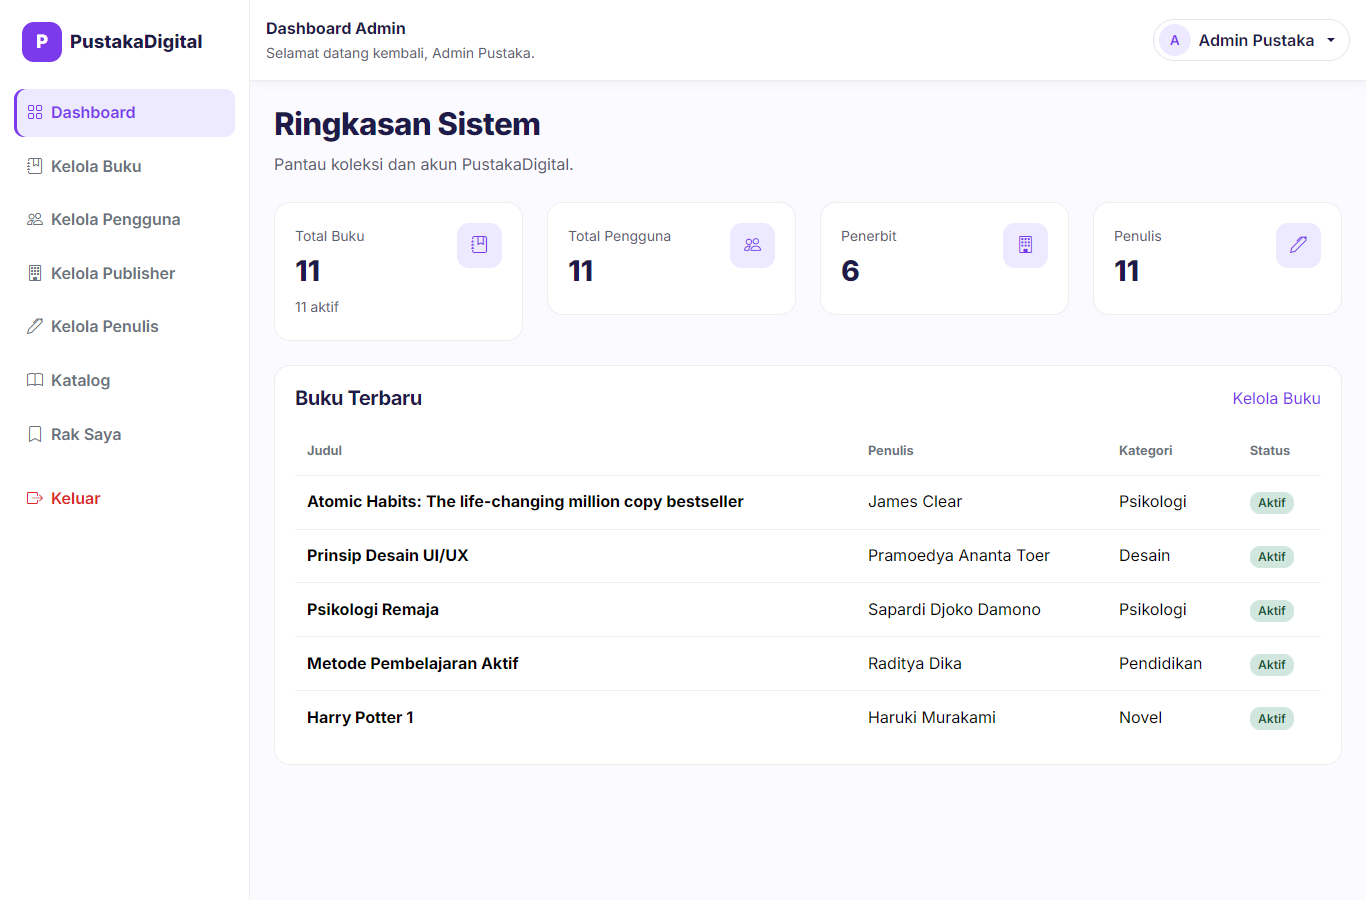 P PustakaDigital
Dashboard
Kelola Buku
Kelola Pengguna
Kelola Publisher
Kelola Penulis
Katalog
Rak Saya
Keluar
Dashboard Admin
Selamat datang kembali, Admin Pustaka.
A Admin Pustaka
Ringkasan Sistem
Pantau koleksi dan akun PustakaDigital.
Total Buku
11
11 aktif
Total Pengguna
11
Penerbit
6
Penulis
11
Buku Terbaru
Kelola Buku
Judul Penulis Kategori Status
Atomic Habits: The life-changing million copy bestseller James Clear Psikologi Aktif
Prinsip Desain UI/UX Pramoedya Ananta Toer Desain Aktif
Psikologi Remaja Sapardi Djoko Damono Psikologi Aktif
Metode Pembelajaran Aktif Raditya Dika Pendidikan Aktif
Harry Potter 1 Haruki Murakami Novel Aktif